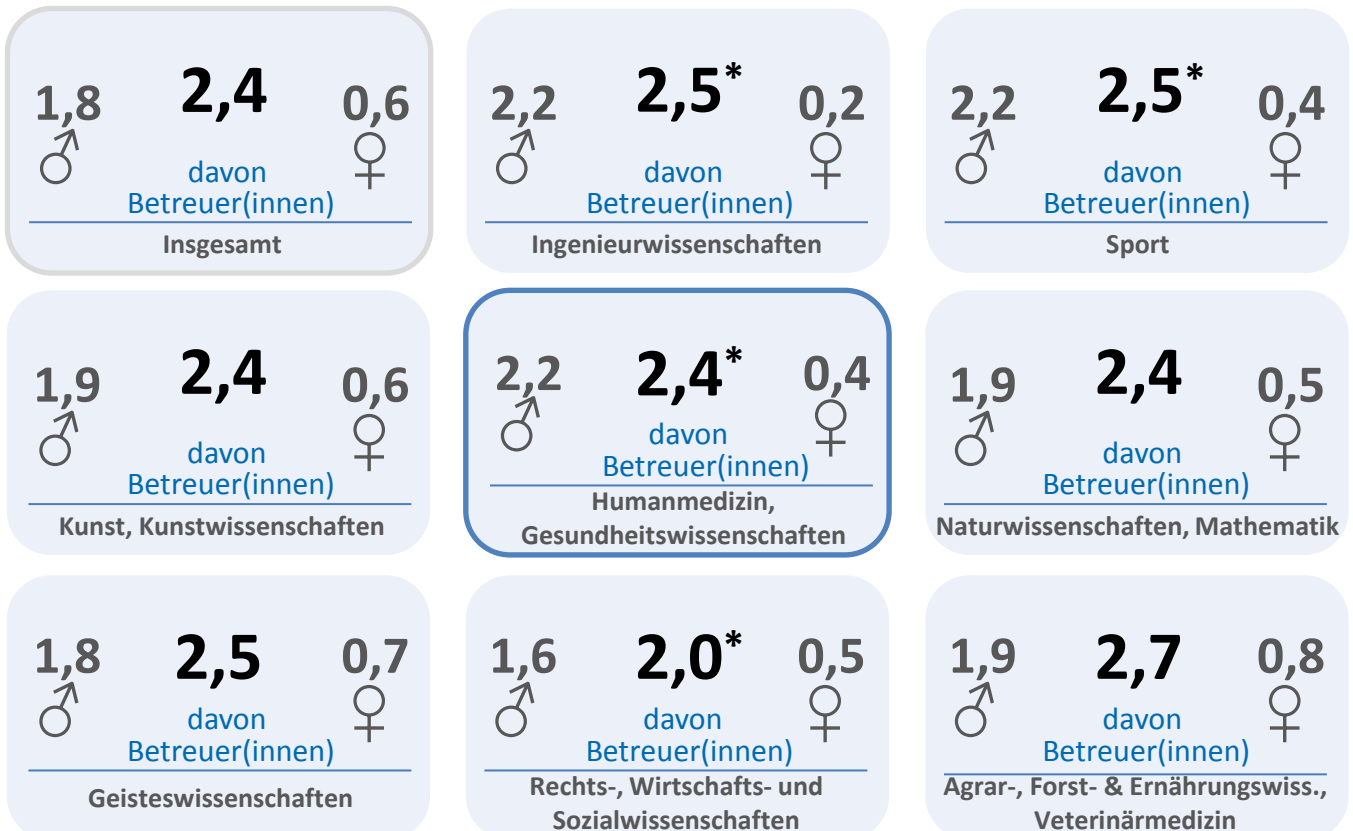 1,8 ♂ 2,4 0,6 ♀
davon
Betreuer(innen)
Insgesamt
2,2 ♂ 2,5* 0,2 ♀
davon
Betreuer(innen)
Ingenieurwissenschaften
2,2 ♂ 2,5* 0,4 ♀
davon
Betreuer(innen)
Sport
1,9 ♂ 2,4 0,6 ♀
davon
Betreuer(innen)
Kunst, Kunstwissenschaften
2,2 ♂ 2,4* 0,4 ♀
davon
Betreuer(innen)
Humanmedizin,
Gesundheitswissenschaften
1,9 ♂ 2,4 0,5 ♀
davon
Betreuer(innen)
Naturwissenschaften, Mathematik
1,8 ♂ 2,5 0,7 ♀
davon
Betreuer(innen)
Geisteswissenschaften
1,6 ♂ 2,0* 0,5 ♀
davon
Betreuer(innen)
Rechts-, Wirtschafts- und
Sozialwissenschaften
1,9 ♂ 2,7 0,8 ♀
davon
Betreuer(innen)
Agrar-, Forst- & Ernährungswiss.,
Veterinärmedizin